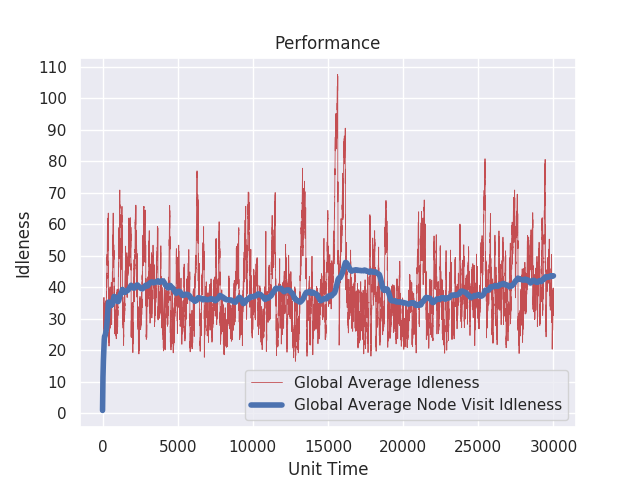 Performance
110
100
90
80
70
60
50
40
30
20
10
0
Idleness
Global Average Idleness
Global Average Node Visit Idleness
0 5000 10000 15000 20000 25000 30000
Unit Time